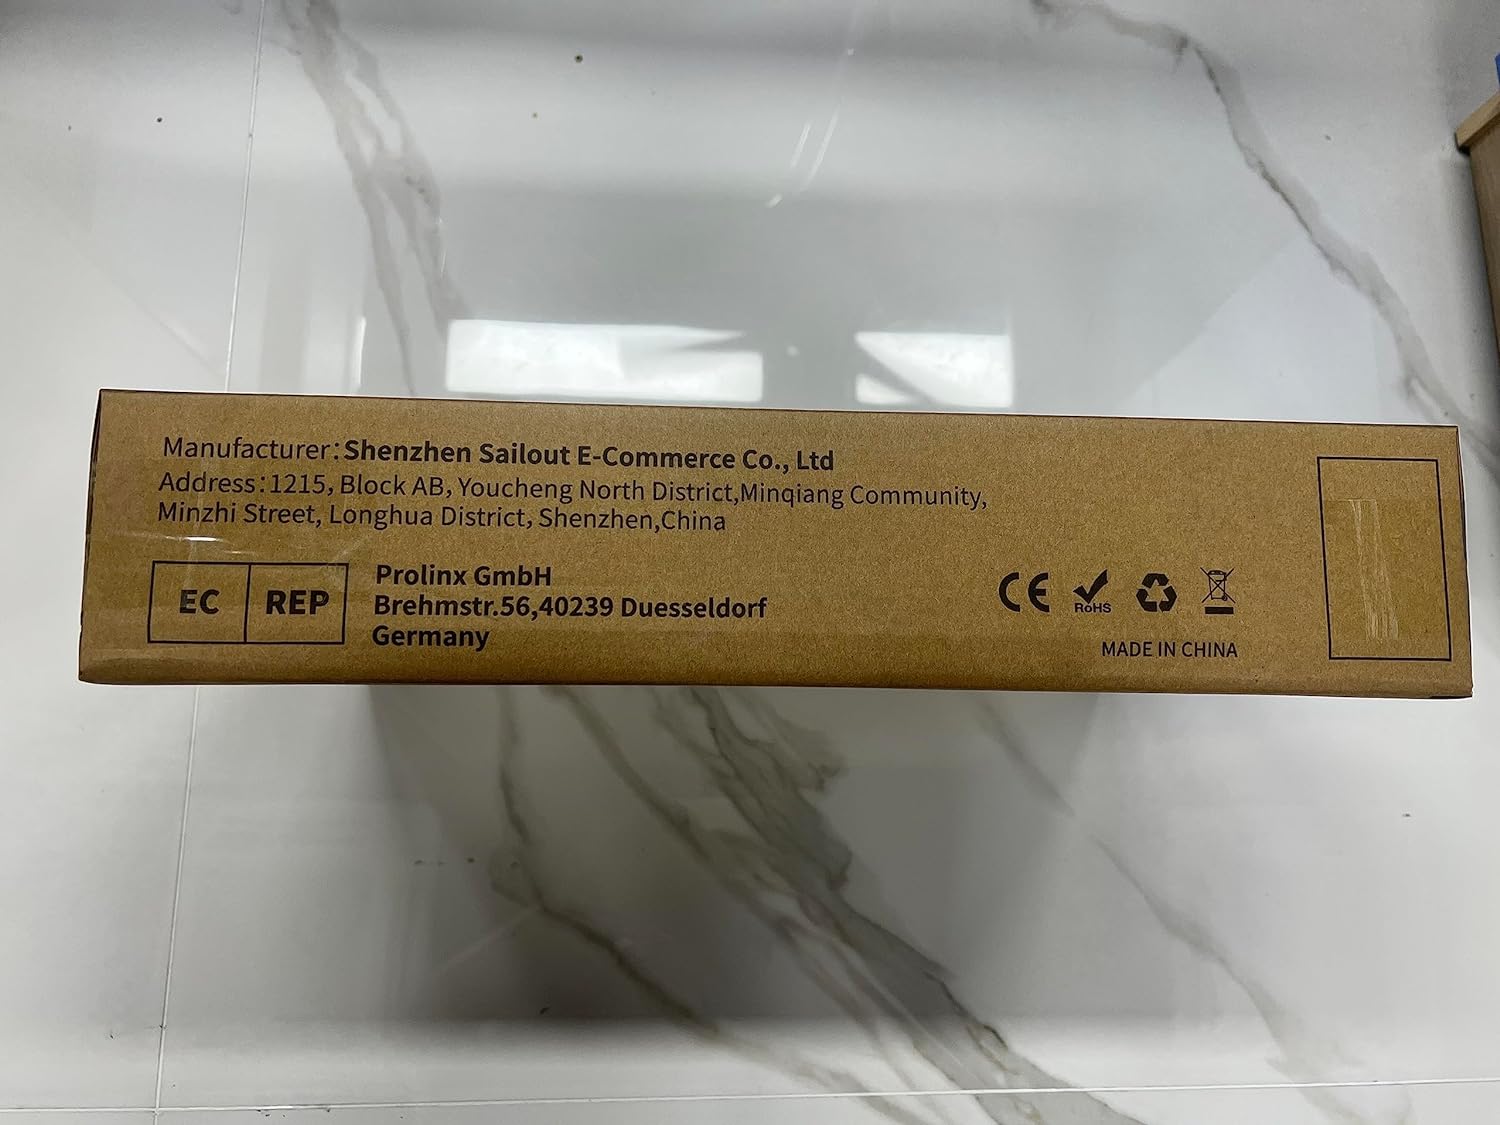 Manufacturer:Shenzhen Sailout E-Commerce Co., Ltd
Address:1215, Block AB, Youcheng North District,Minqiang Community,
Minzhi Street, Longhua District, Shenzhen,China
EC REP
Prolinx GmbH
Brehmstr.56,40239 Duesseldorf
Germany
CE
RoHS
MADE IN CHINA